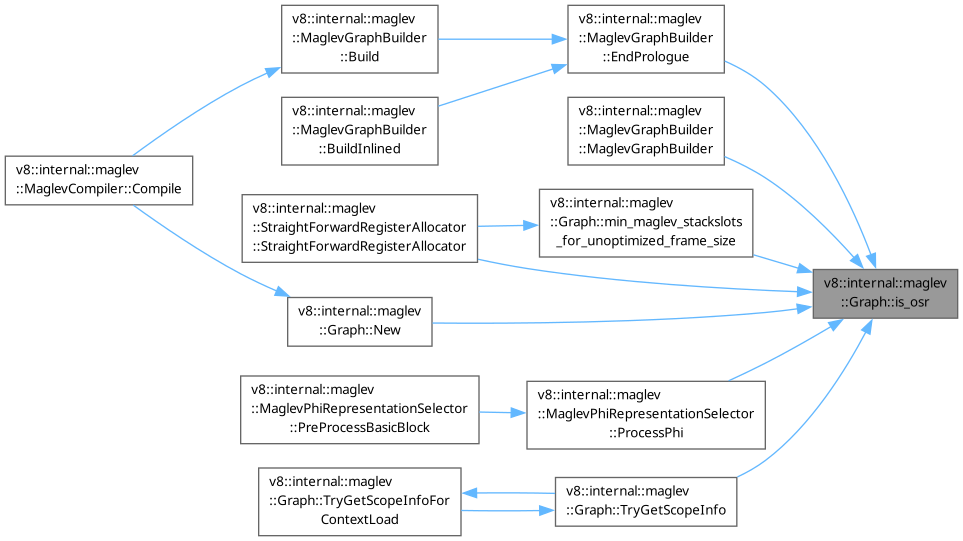 v8::internal::maglev
::MaglevGraphBuilder
::Build
v8::internal::maglev
::MaglevGraphBuilder
::EndPrologue
v8::internal::maglev
::MaglevGraphBuilder
::BuildInlined
v8::internal::maglev
::MaglevGraphBuilder
::MaglevGraphBuilder
v8::internal::maglev
::MaglevCompiler::Compile
v8::internal::maglev
::StraightForwardRegisterAllocator
::StraightForwardRegisterAllocator
v8::internal::maglev
::Graph::min_maglev_stackslots
_for_unoptimized_frame_size
v8::internal::maglev
::Graph::is_osr
v8::internal::maglev
::Graph::New
v8::internal::maglev
::MaglevPhiRepresentationSelector
::PreProcessBasicBlock
v8::internal::maglev
::MaglevPhiRepresentationSelector
::ProcessPhi
v8::internal::maglev
::Graph::TryGetScopeInfoFor
ContextLoad
v8::internal::maglev
::Graph::TryGetScopeInfo